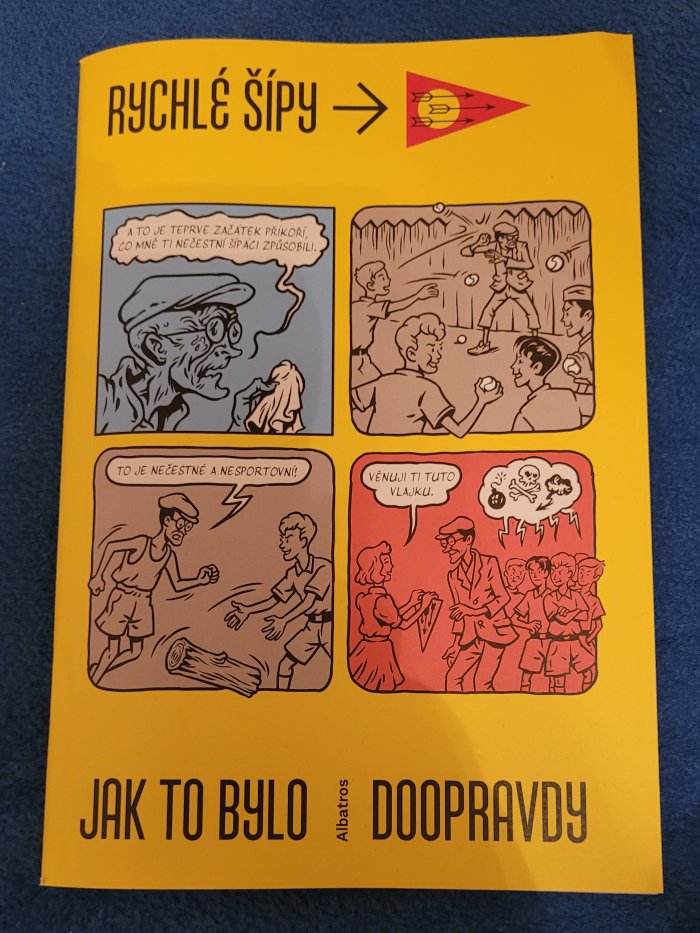 RYCHLÉ ŠÍPY →
A TO JE TEPRVE ZAČÁTEK PŘÍKOŘÍ,
CO MNĚ TI NEČESTNÍ ŠÍPÁCI ZPŮSOBILI.
TO JE NEČESTNÉ A NESPORTOVNÍ!
VĚNUJI TI TUTO
VLAJKU.
JAK TO BYLO
Albatros
DOOPRAVDY